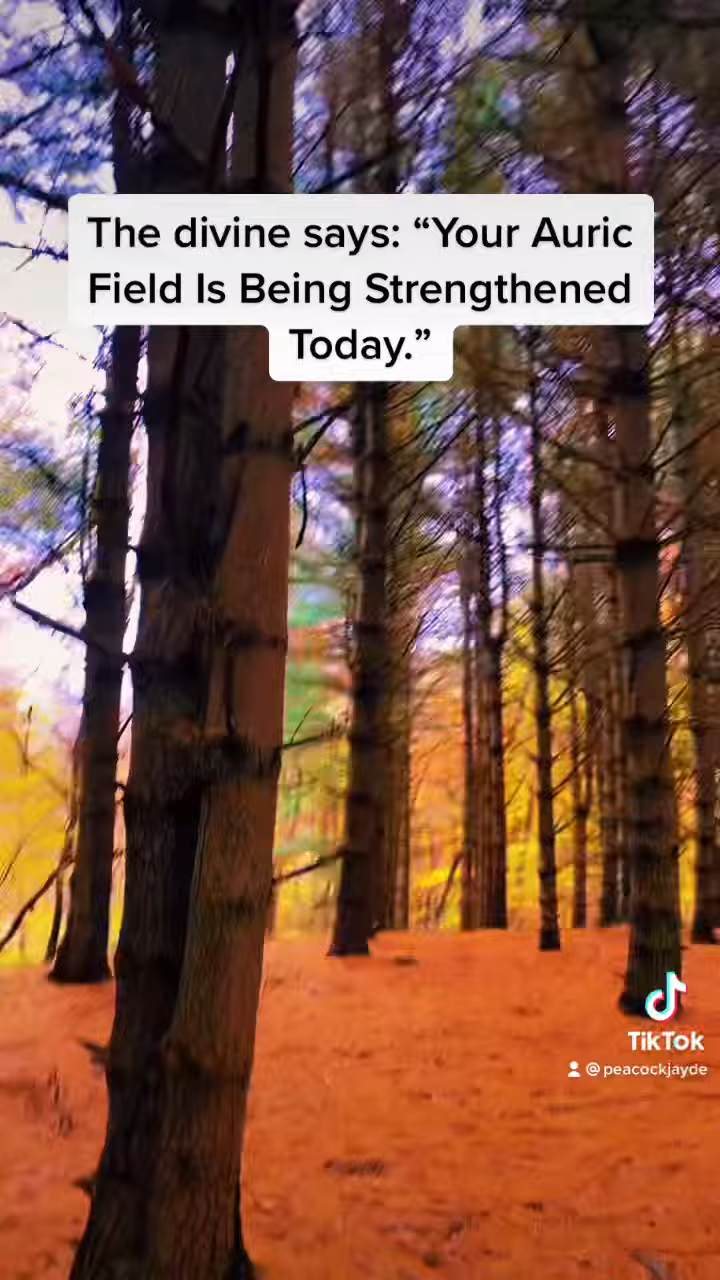 The divine says: “Your Auric
Field Is Being Strengthened
Today.”
TikTok
@peacockjayde